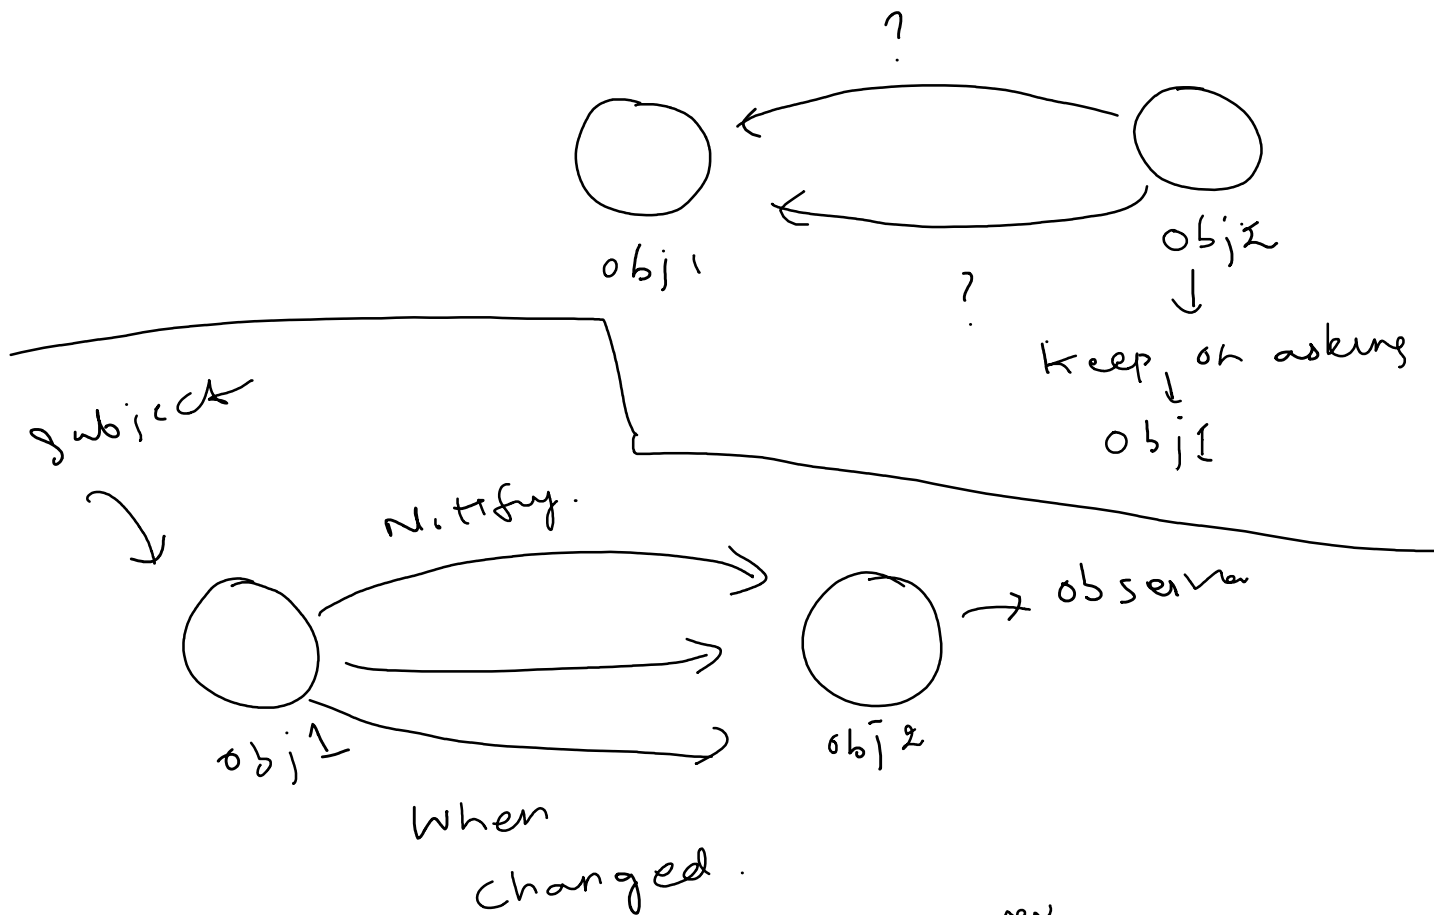 ?
obj1
obj2
?
Keep on asking
obj1
subject
Notify.
observer
obj1
obj2
When
changed.